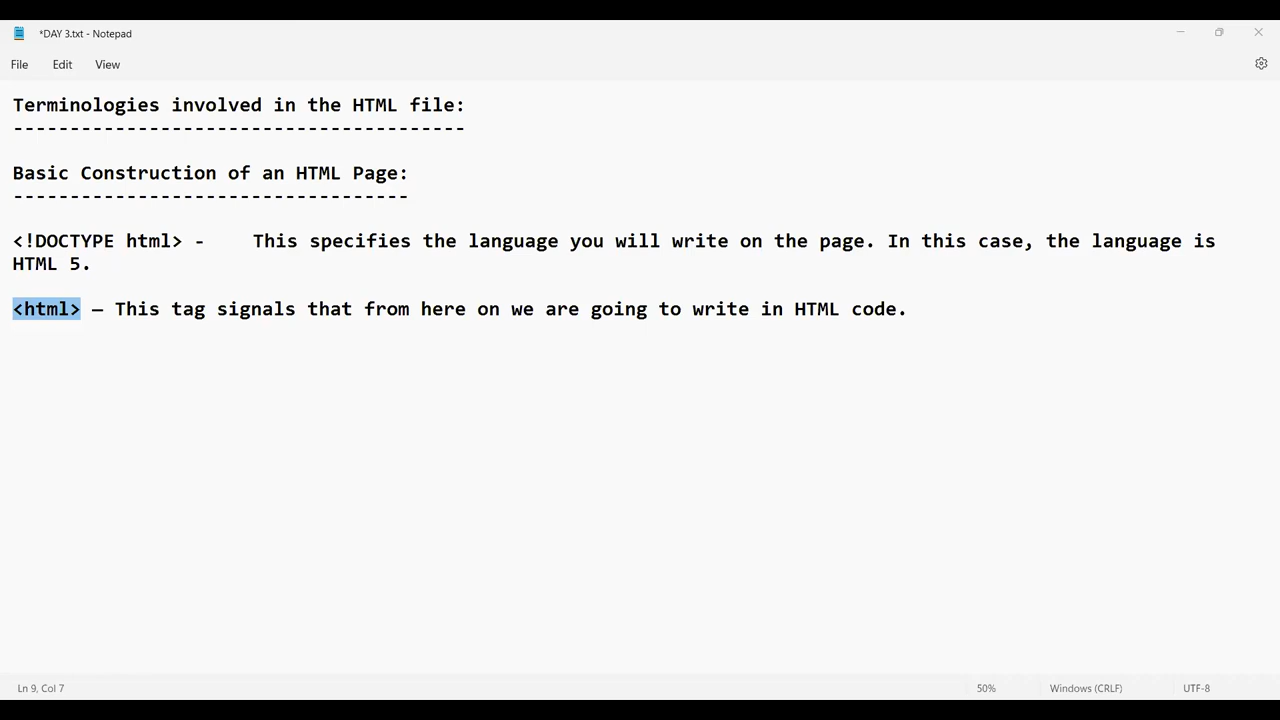 *DAY 3.txt - Notepad
File Edit View
Terminologies involved in the HTML file:
----------------------------------------
Basic Construction of an HTML Page:
-----------------------------------
<!DOCTYPE html> -    This specifies the language you will write on the page. In this case, the language is
HTML 5.
<html> — This tag signals that from here on we are going to write in HTML code.
Ln 9, Col 7 50% Windows (CRLF) UTF-8